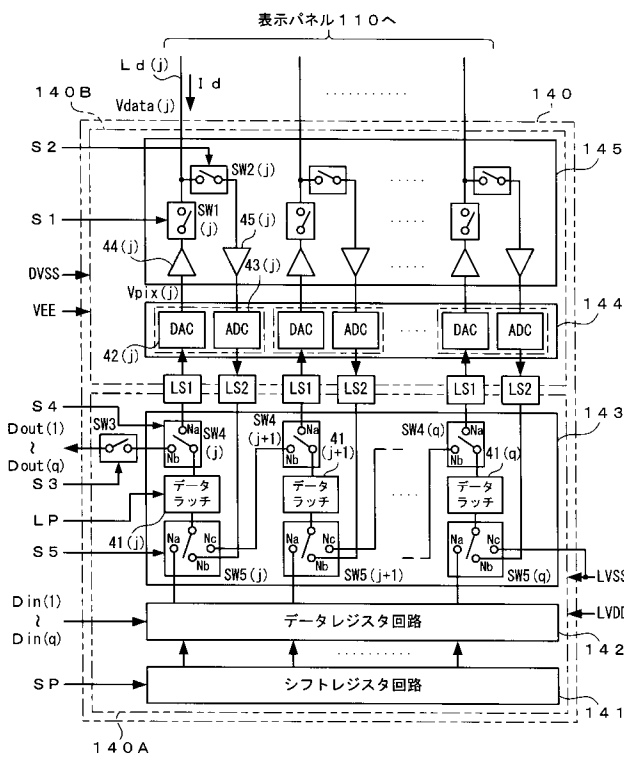 表示パネル１１０へ
Ld(j)
Id
Vdata(j)
140B
140
S2
SW2(j)
145
S1
SW1
(j)
44(j)
45(j)
43(j)
DVSS
Vpix(j)
VEE
144
DAC ADC DAC ADC DAC ADC
42(j)
LS1 LS2 LS1 LS2 LS1 LS2
S4
SW3
Na
SW4
(j)
Nb
SW4
(j+1)
Na
Nb
SW4(q)
Na
Nb
143
Dout(1)
～
Dout(q)
S3
41
(j+1)
41(q)
データ
ラッチ
データ
ラッチ
データ
ラッチ
LP
41(j)
S5
Na Nc
Nb
Na Nc
Nb
Na Nc
Nb
SW5(j) SW5(j+1) SW5(q)
LVSS
Din(1)
～
Din(q)
データレジスタ回路
LVDD
142
SP
シフトレジスタ回路
141
140A